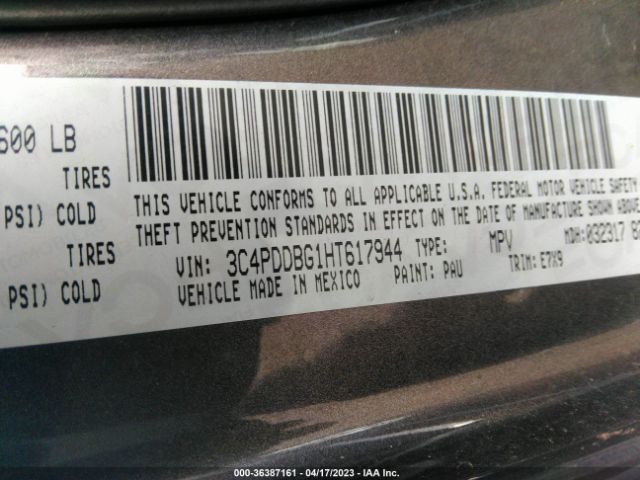 600 LB
TIRES
PSI) COLD
TIRES
PSI) COLD
THIS VEHICLE CONFORMS TO ALL APPLICABLE U.S.A. FEDERAL MOTOR VEHICLE SAFETY
THEFT PREVENTION STANDARDS IN EFFECT ON THE DATE OF MANUFACTURE SHOWN ABOVE.
VIN: 3C4PDDBG1HT617944 TYPE: MPV MDH: 032317
VEHICLE MADE IN MEXICO PAINT: PAU TRIM: E7X9
000-36387161 - 04/17/2023 - IAA Inc.